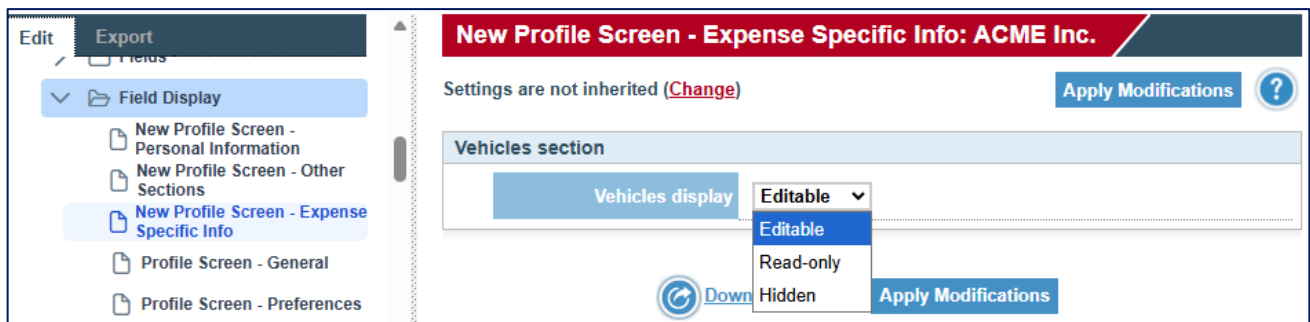 Edit
Export
Fields
Field Display
New Profile Screen -
Personal Information
New Profile Screen - Other
Sections
New Profile Screen - Expense
Specific Info
Profile Screen - General
Profile Screen - Preferences
New Profile Screen - Expense Specific Info: ACME Inc.
Settings are not inherited (Change)
Apply Modifications
?
Vehicles section
Vehicles display
Editable
Editable
Read-only
Hidden
Down
Apply Modifications